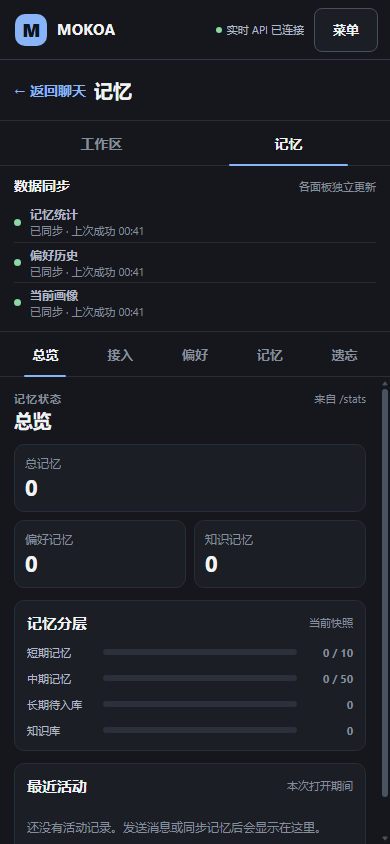 M MOKOA 实时 API 已连接 菜单
← 返回聊天 记忆
工作区 记忆
数据同步 各面板独立更新
记忆统计
已同步 · 上次成功 00:41
偏好历史
已同步 · 上次成功 00:41
当前画像
已同步 · 上次成功 00:41
总览 接入 偏好 记忆 遗忘
记忆状态 来自 /stats
总览
总记忆
0
偏好记忆 知识记忆
0 0
记忆分层 当前快照
短期记忆 0 / 10
中期记忆 0 / 50
长期待入库 0
知识库 0
最近活动 本次打开期间
还没有活动记录。发送消息或同步记忆后会显示在这里。